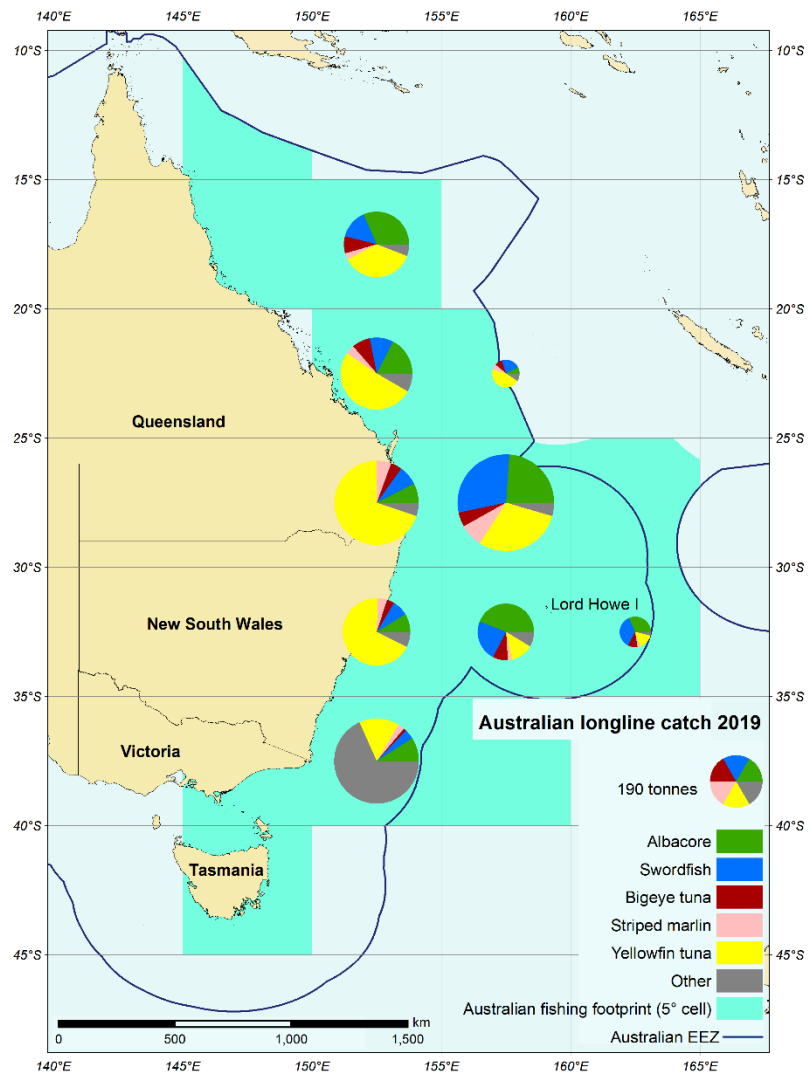 140°E 145°E 150°E 155°E 160°E 165°E
10°S 10°S
15°S 15°S
20°S 20°S
Queensland
25°S 25°S
30°S 30°S
Lord Howe I
New South Wales
35°S 35°S
Australian longline catch 2019
Victoria
190 tonnes
40°S 40°S
Albacore
Swordfish
Tasmania
Bigeye tuna
Striped marlin
Yellowfin tuna
45°S 45°S
Other
Australian fishing footprint (5° cell)
km
Australian EEZ
0 500 1,000 1,500
140°E 145°E 150°E 155°E 160°E 165°E